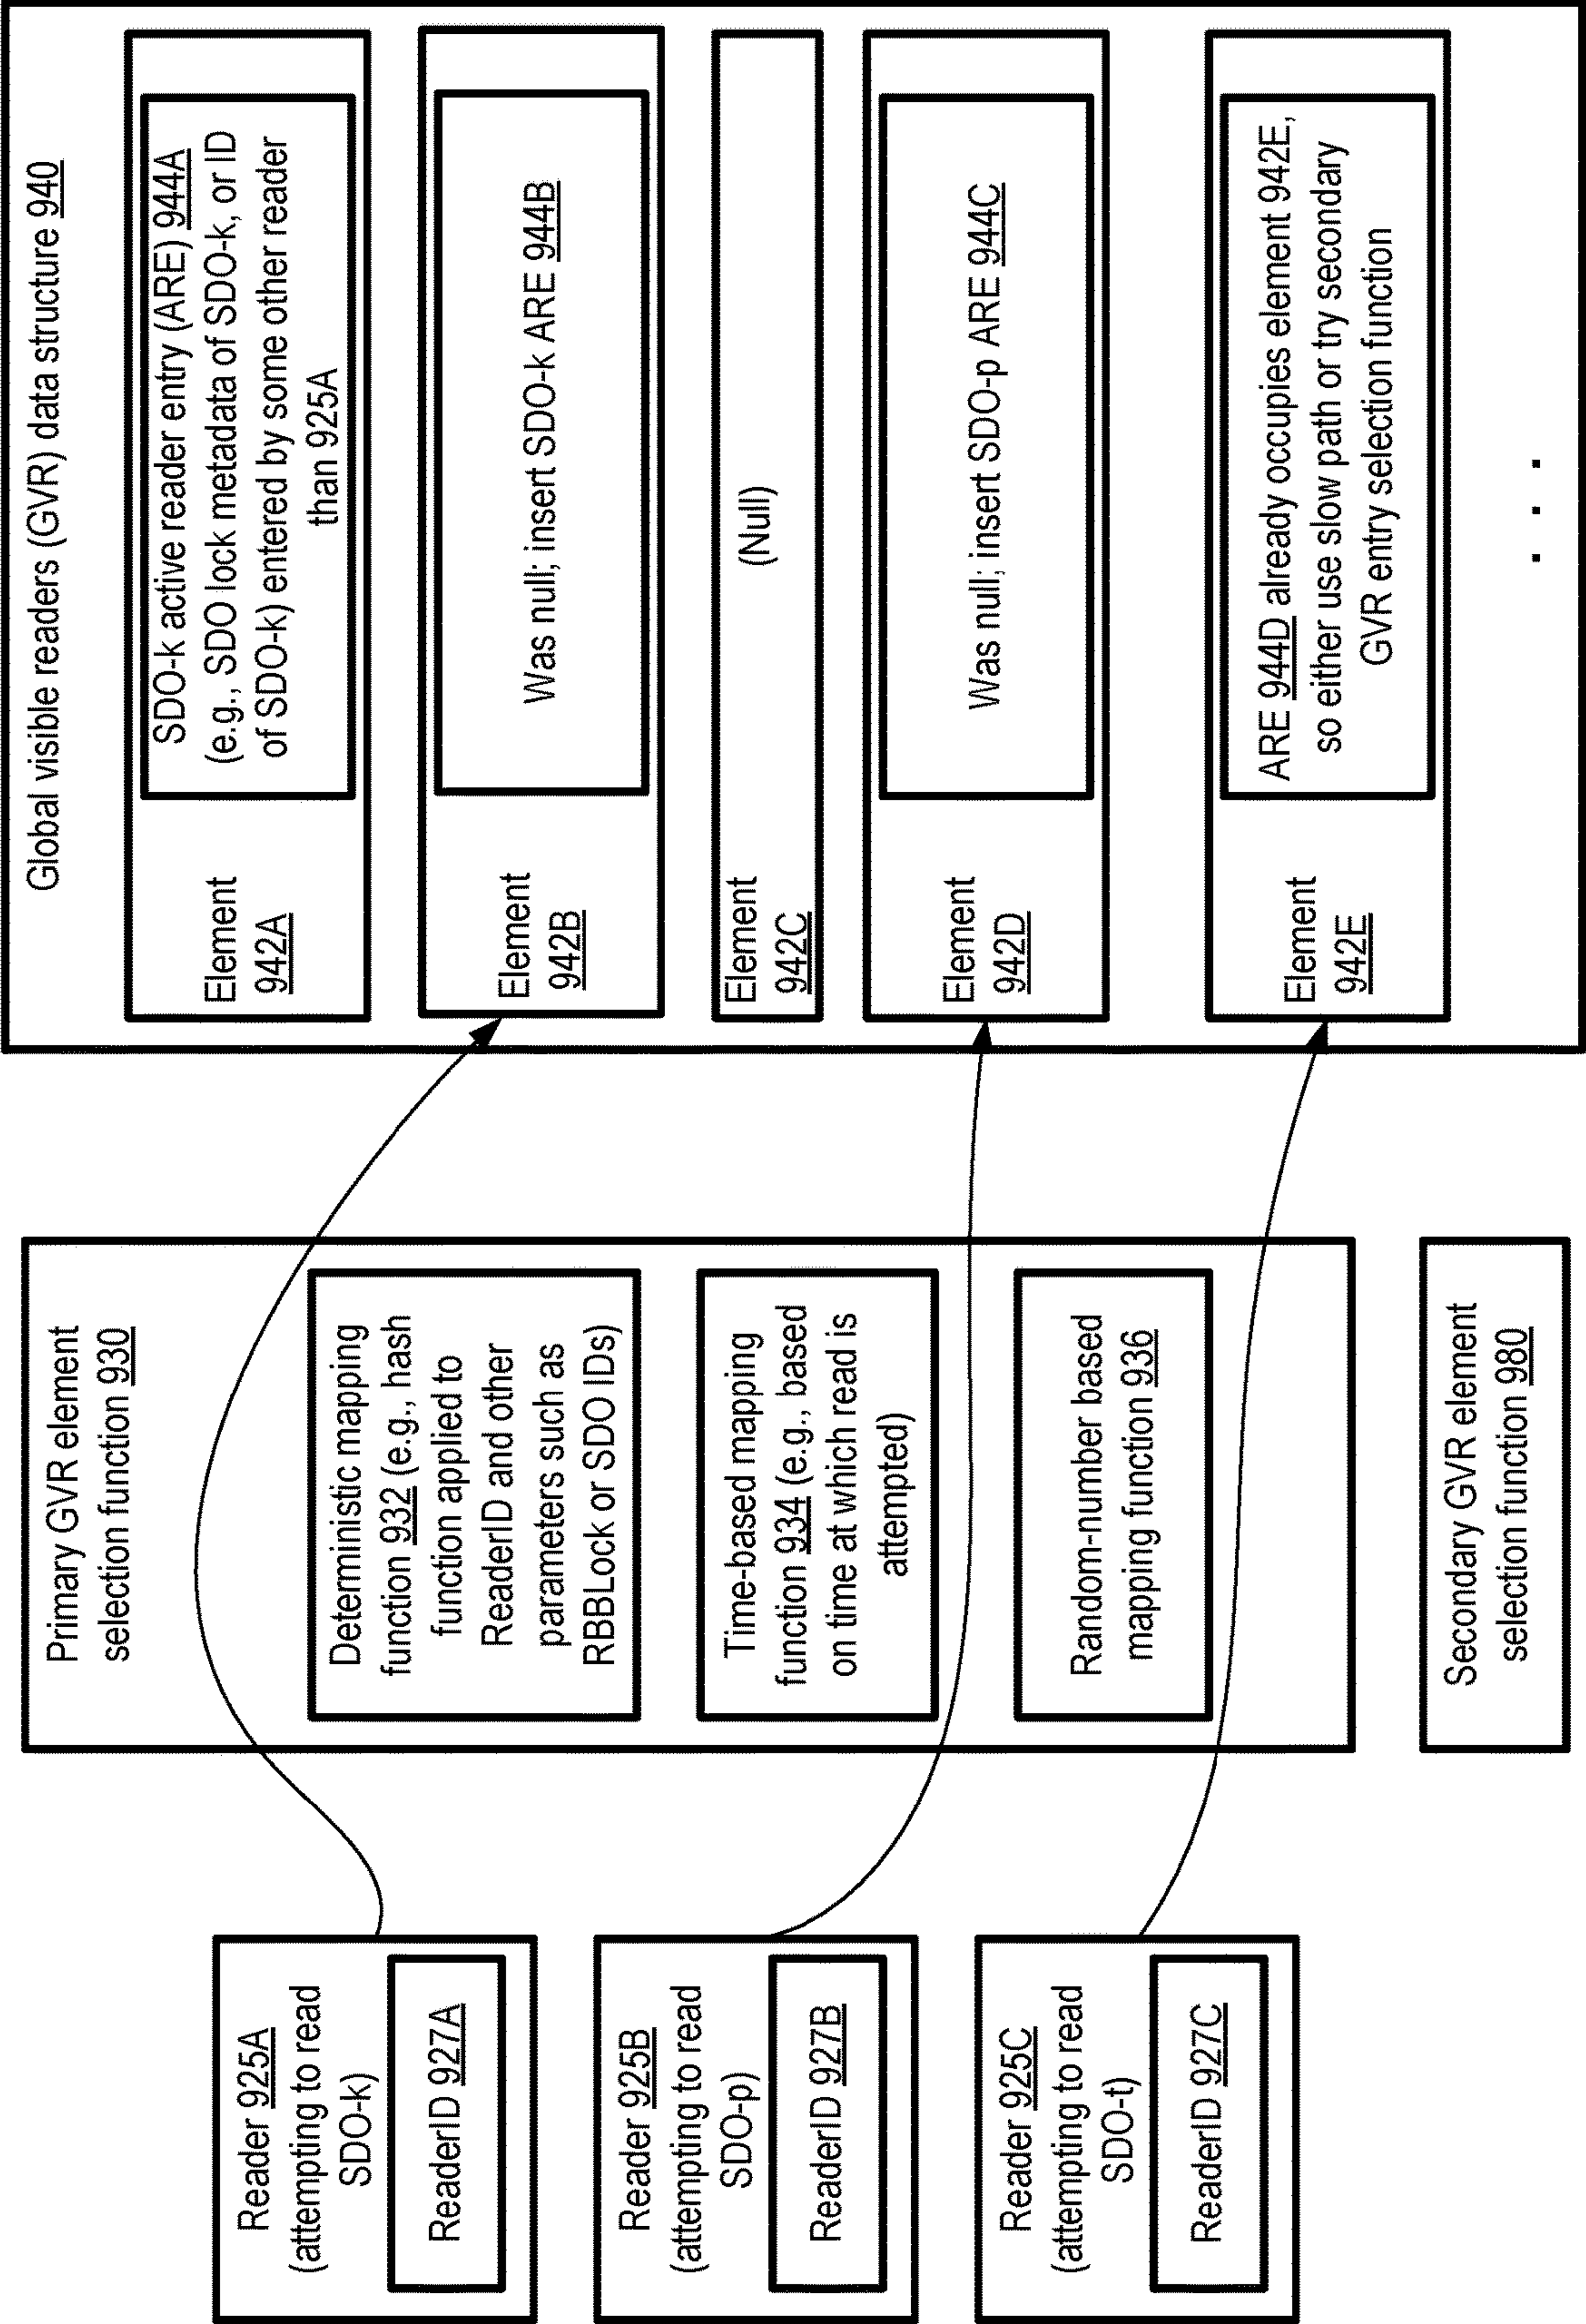 Reader 925A
(attempting to read
SDO-k)
ReaderID 927A
Reader 925B
(attempting to read
SDO-p)
ReaderID 927B
Reader 925C
(attempting to read
SDO-t)
ReaderID 927C
Primary GVR element
selection function 930
Deterministic mapping
function 932 (e.g., hash
function applied to
ReaderID and other
parameters such as
RBBLock or SDO IDs)
Time-based mapping
function 934 (e.g., based
on time at which read is
attempted)
Random-number based
mapping function 936
Secondary GVR element
selection function 980
Global visible readers (GVR) data structure 940
Element
942A
SDO-k active reader entry (ARE) 944A
(e.g., SDO lock metadata of SDO-k, or ID
of SDO-k) entered by some other reader
than 925A
Element
942B
Was null; insert SDO-k ARE 944B
Element
942C
(Null)
Element
942D
Was null; insert SDO-p ARE 944C
Element
942E
ARE 944D already occupies element 942E,
so either use slow path or try secondary
GVR entry selection function
. . .